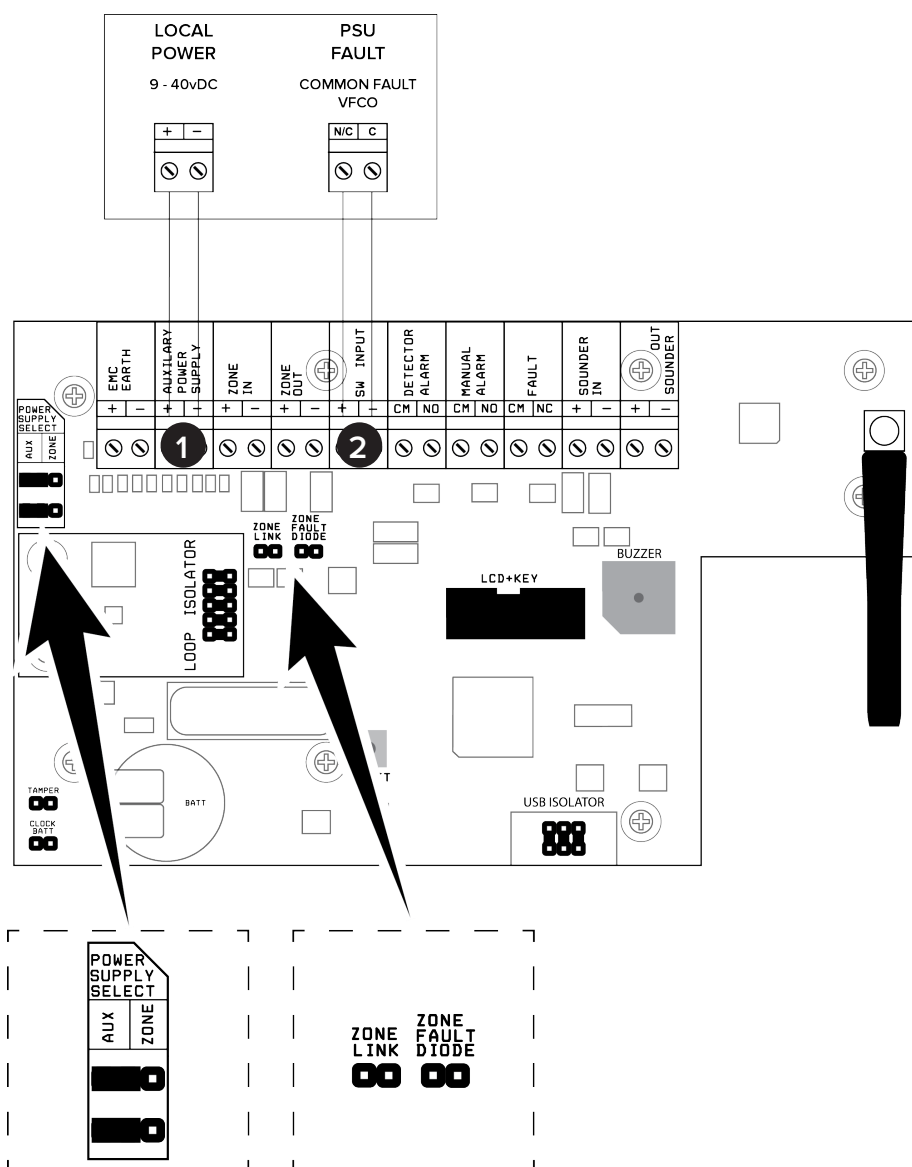 LOCAL
POWER
9 - 40vDC
PSU
FAULT
COMMON FAULT
VFCO
+ -
N/C C
EMC
EARTH
AUXILARY
POWER
SUPPLY
ZONE
IN
ZONE
OUT
SW INPUT
DETECTOR
ALARM
MANUAL
ALARM
FAULT
SOUNDER
IN
OUT
SOUNDER
+ - + - + - + - + - CM NO CM NO CM NC + - + -
1
2
POWER
SUPPLY
SELECT
AUX
ZONE
ZONE
LINK
ZONE
FAULT
DIODE
LOOP ISOLATOR
LCD+KEY
BUZZER
TAMPER
CLOCK
BATT
BATT
USB ISOLATOR
POWER
SUPPLY
SELECT
AUX
ZONE
ZONE
LINK
ZONE
FAULT
DIODE